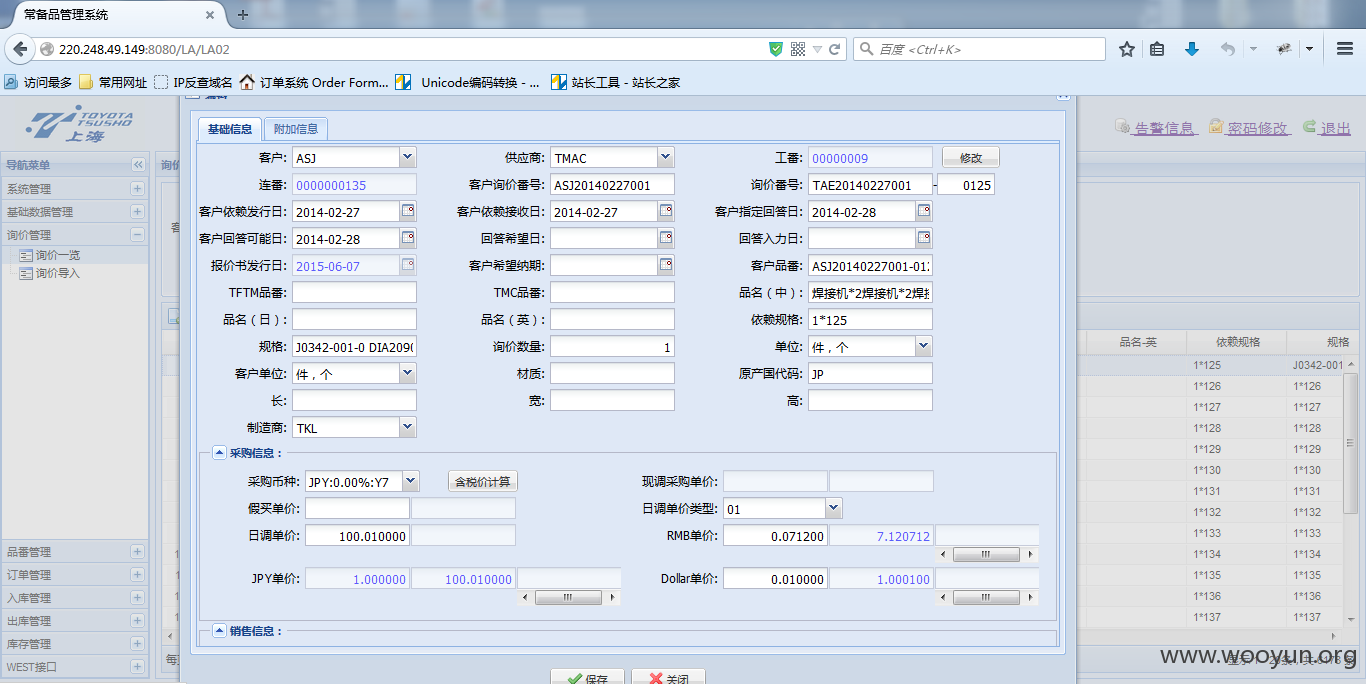 常备品管理系统
220.248.49.149:8080/LA/LA02
百度 <Ctrl+K>
访问最多 常用网址 IP反查域名 订单系统 Order Form... Unicode编码转换 - ... 站长工具 - 站长之家
TOYOTA
TSUSHO
上海
告警信息 密码修改 退出
导航菜单
系统管理
基础数据管理
询价管理
询价一览
询价导入
品番管理
订单管理
入库管理
出库管理
库存管理
WEST接口
基础信息 附加信息
客户: ASJ 供应商: TMAC 工番: 00000009 修改
连番: 0000000135 客户询价番号: ASJ20140227001 询价番号: TAE20140227001 - 0125
客户依赖发行日: 2014-02-27 客户依赖接收日: 2014-02-27 客户指定回答日: 2014-02-28
客户回答可能日: 2014-02-28 回答希望日: 回答入力日:
报价书发行日: 2015-06-07 客户希望纳期: 客户品番: ASJ20140227001-01
TFTM品番: TMC品番: 品名（中）: 焊接机*2焊接机*2焊
品名（日）: 品名（英）: 依赖规格: 1*125
规格: J0342-001-0 DIA209 询价数量: 1 单位: 件，个
客户单位: 件，个 材质: 原产国代码: JP
长: 宽: 高:
制造商: TKL
采购信息：
采购币种: JPY:0.00%:Y7 含税价计算 现调采购单价:
假买单价: 日调单价类型: 01
日调单价: 100.010000 RMB单价: 0.071200 7.120712
JPY单价: 1.000000 100.010000 Dollar单价: 0.010000 1.000100
销售信息：
保存 关闭
品名-英 依赖规格 规格
1*125 J0342-001
1*126 1*126
1*127 1*127
1*128 1*128
1*129 1*129
1*130 1*130
1*131 1*131
1*132 1*132
1*133 1*133
1*134 1*134
1*135 1*135
1*136 1*136
1*137 1*137
www.wooyun.org